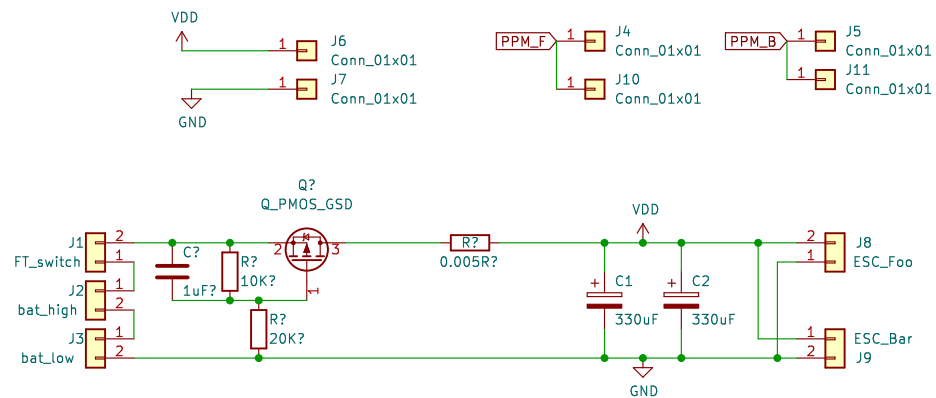 VDD
1
J6
Conn_01x01
1
J7
Conn_01x01
GND
PPM_F
1
J4
Conn_01x01
1
J10
Conn_01x01
PPM_B
1
J5
Conn_01x01
1
J11
Conn_01x01
Q?
Q_PMOS_GSD
2
3
1
J1
FT_switch
2
1
J2
bat_high
1
2
J3
bat_low
1
2
C?
1uF?
R?
10K?
R?
20K?
R?
0.005R?
VDD
+
C1
330uF
+
C2
330uF
GND
2
1
J8
ESC_Foo
1
2
ESC_Bar
J9